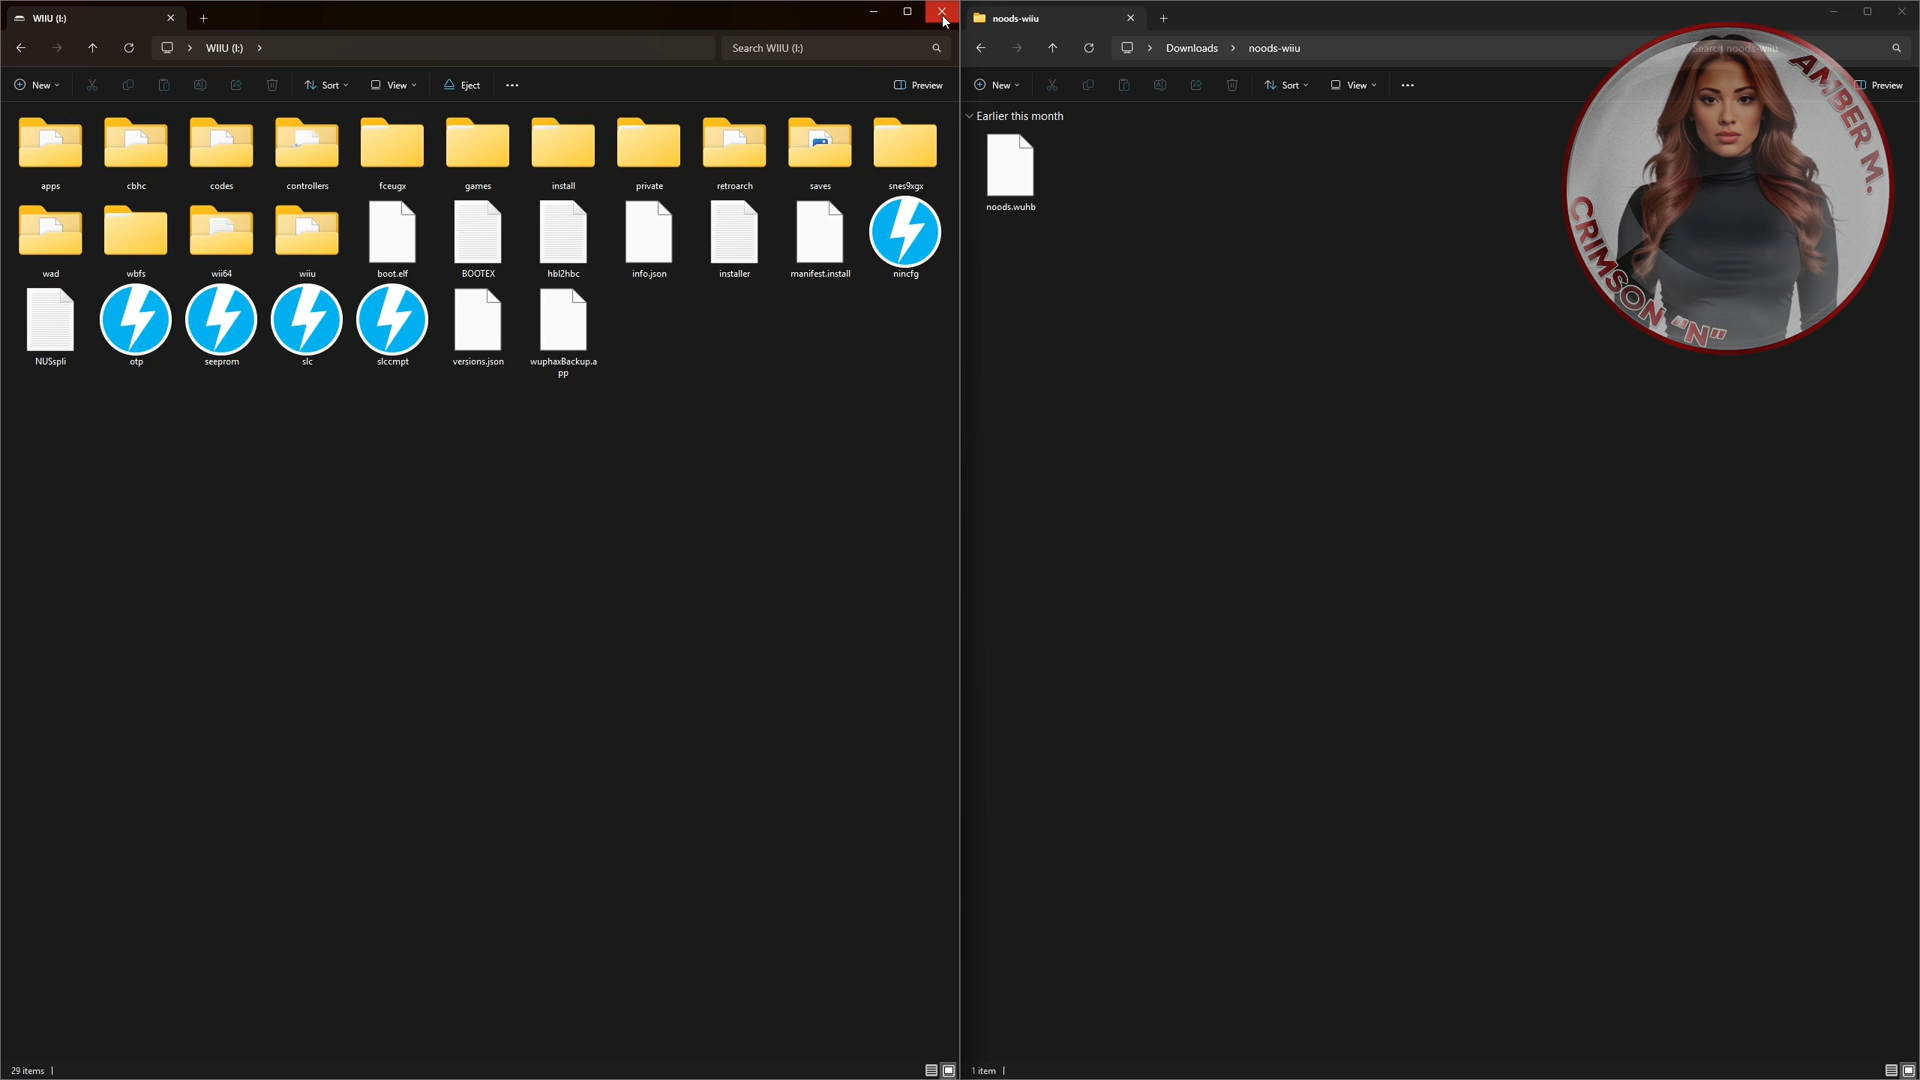 WIIU (I:)
WIIU (I:)
Search WIIU (I:)
New
Sort
View
Eject
Preview
apps
cbhc
codes
controllers
fceugx
games
install
private
retroarch
saves
snes9xgx
wad
wbfs
wii64
wiiu
boot.elf
BOOTEX
hbl2hbc
info.json
installer
manifest.install
nincfg
NUSspli
otp
seeprom
slc
slccmpt
versions.json
wuphaxBackup.a
pp
29 items
noods-wiiu
Downloads
noods-wiiu
Search noods-wiiu
New
Sort
View
Preview
Earlier this month
noods.wuhb
1 item
AMBER M.
CRIMSON "N"